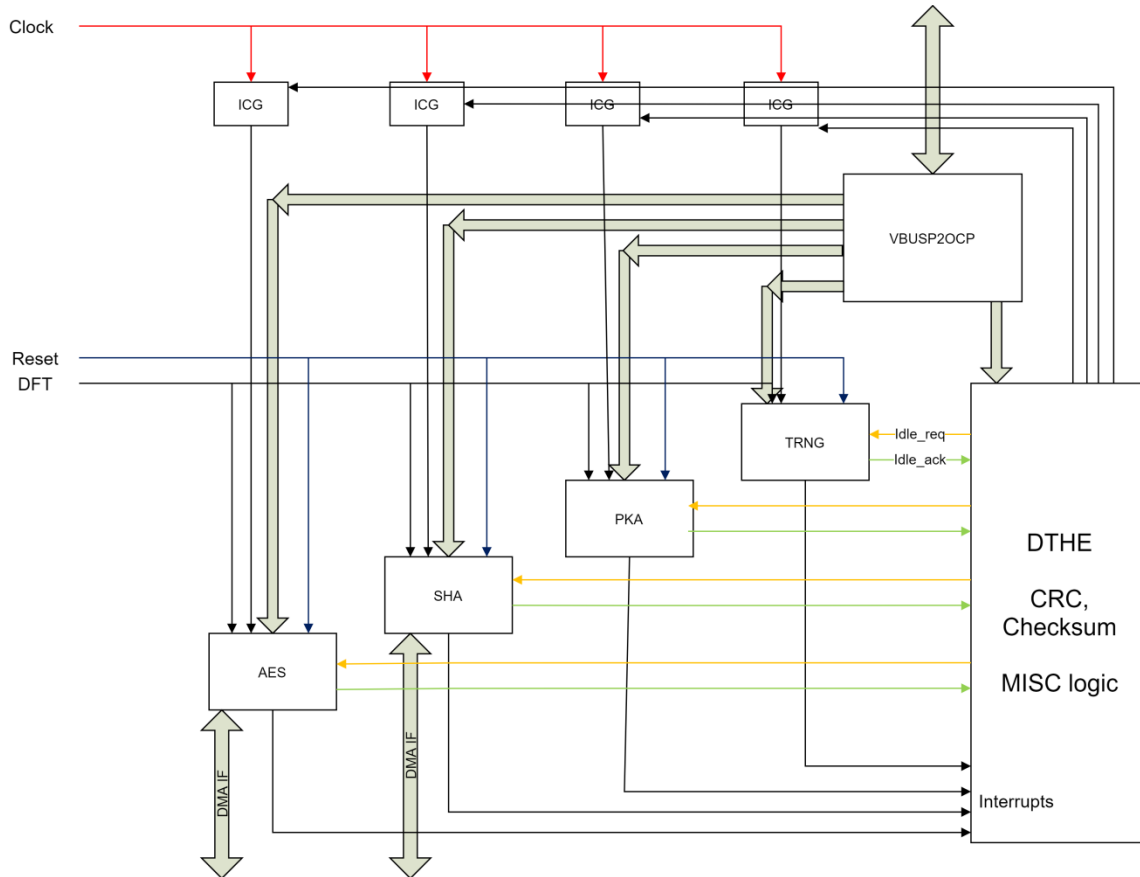 Clock
ICG
ICG
ICG
ICG
VBUSP2OCP
Reset
DFT
TRNG
Idle_req
Idle_ack
PKA
SHA
AES
DTHE
CRC,
Checksum
MISC logic
DMA IF
DMA IF
Interrupts